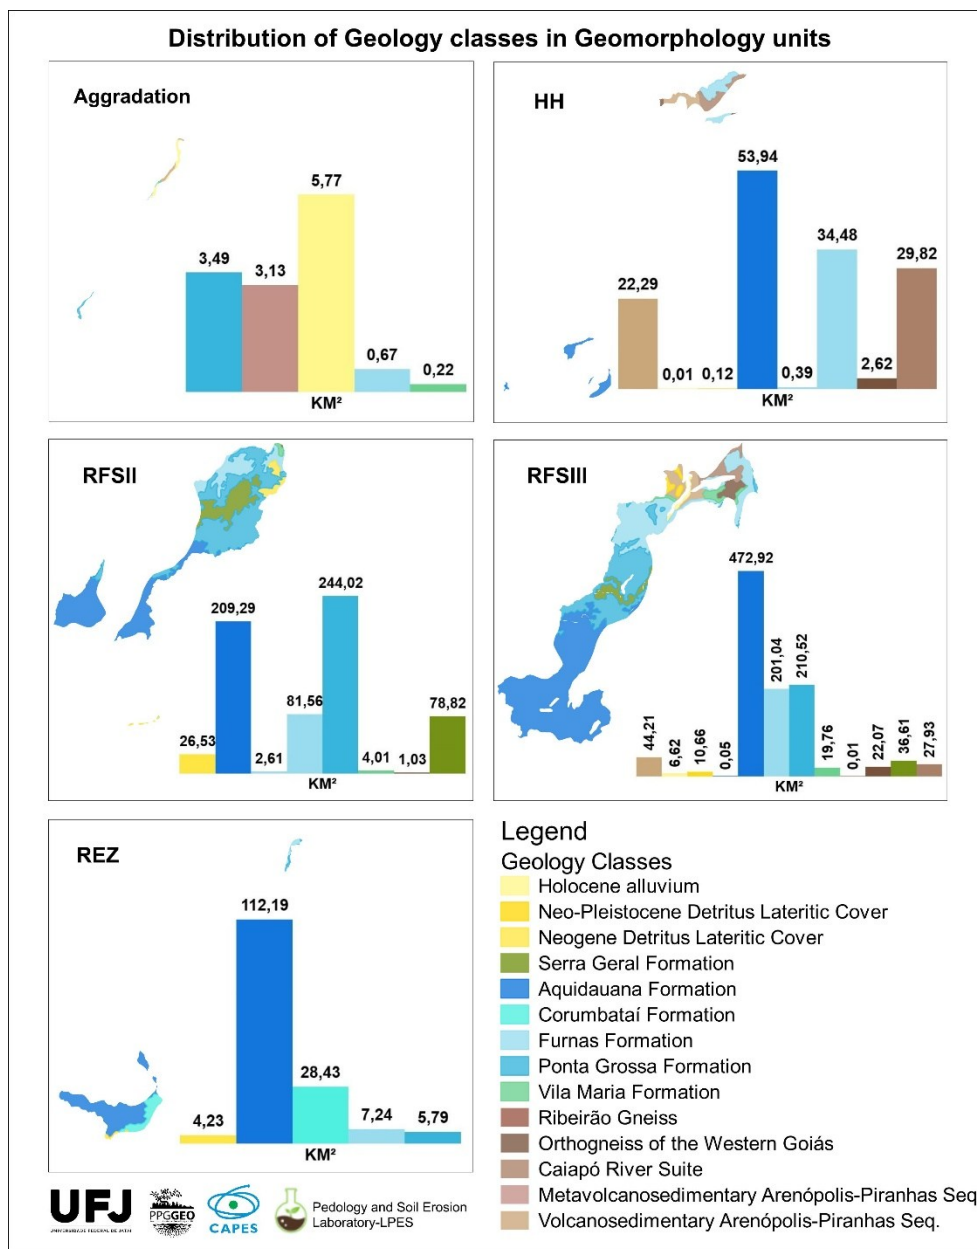 Distribution of Geology classes in Geomorphology units
Aggradation
3,49
3,13
5,77
0,67
0,22
KM²
HH
22,29
0,01
0,12
53,94
0,39
34,48
2,62
29,82
KM²
RFSII
26,53
209,29
2,61
81,56
244,02
4,01
1,03
78,82
KM²
RFSIII
44,21
6,62
10,66
0,05
472,92
201,04
210,52
19,76
0,01
22,07
36,61
27,93
KM²
REZ
4,23
112,19
28,43
7,24
5,79
KM²
Legend
Geology Classes
Holocene alluvium
Neo-Pleistocene Detritus Lateritic Cover
Neogene Detritus Lateritic Cover
Serra Geral Formation
Aquidauana Formation
Corumbataí Formation
Furnas Formation
Ponta Grossa Formation
Vila Maria Formation
Ribeirão Gneiss
Orthogneiss of the Western Goiás
Caiapó River Suite
Metavolcanosedimentary Arenópolis-Piranhas Seq
Volcanosedimentary Arenópolis-Piranhas Seq.
UFJ
UNIVERSIDADE FEDERAL DE JATAÍ
PPGGEO
CAPES
Pedology and Soil Erosion
Laboratory-LPES